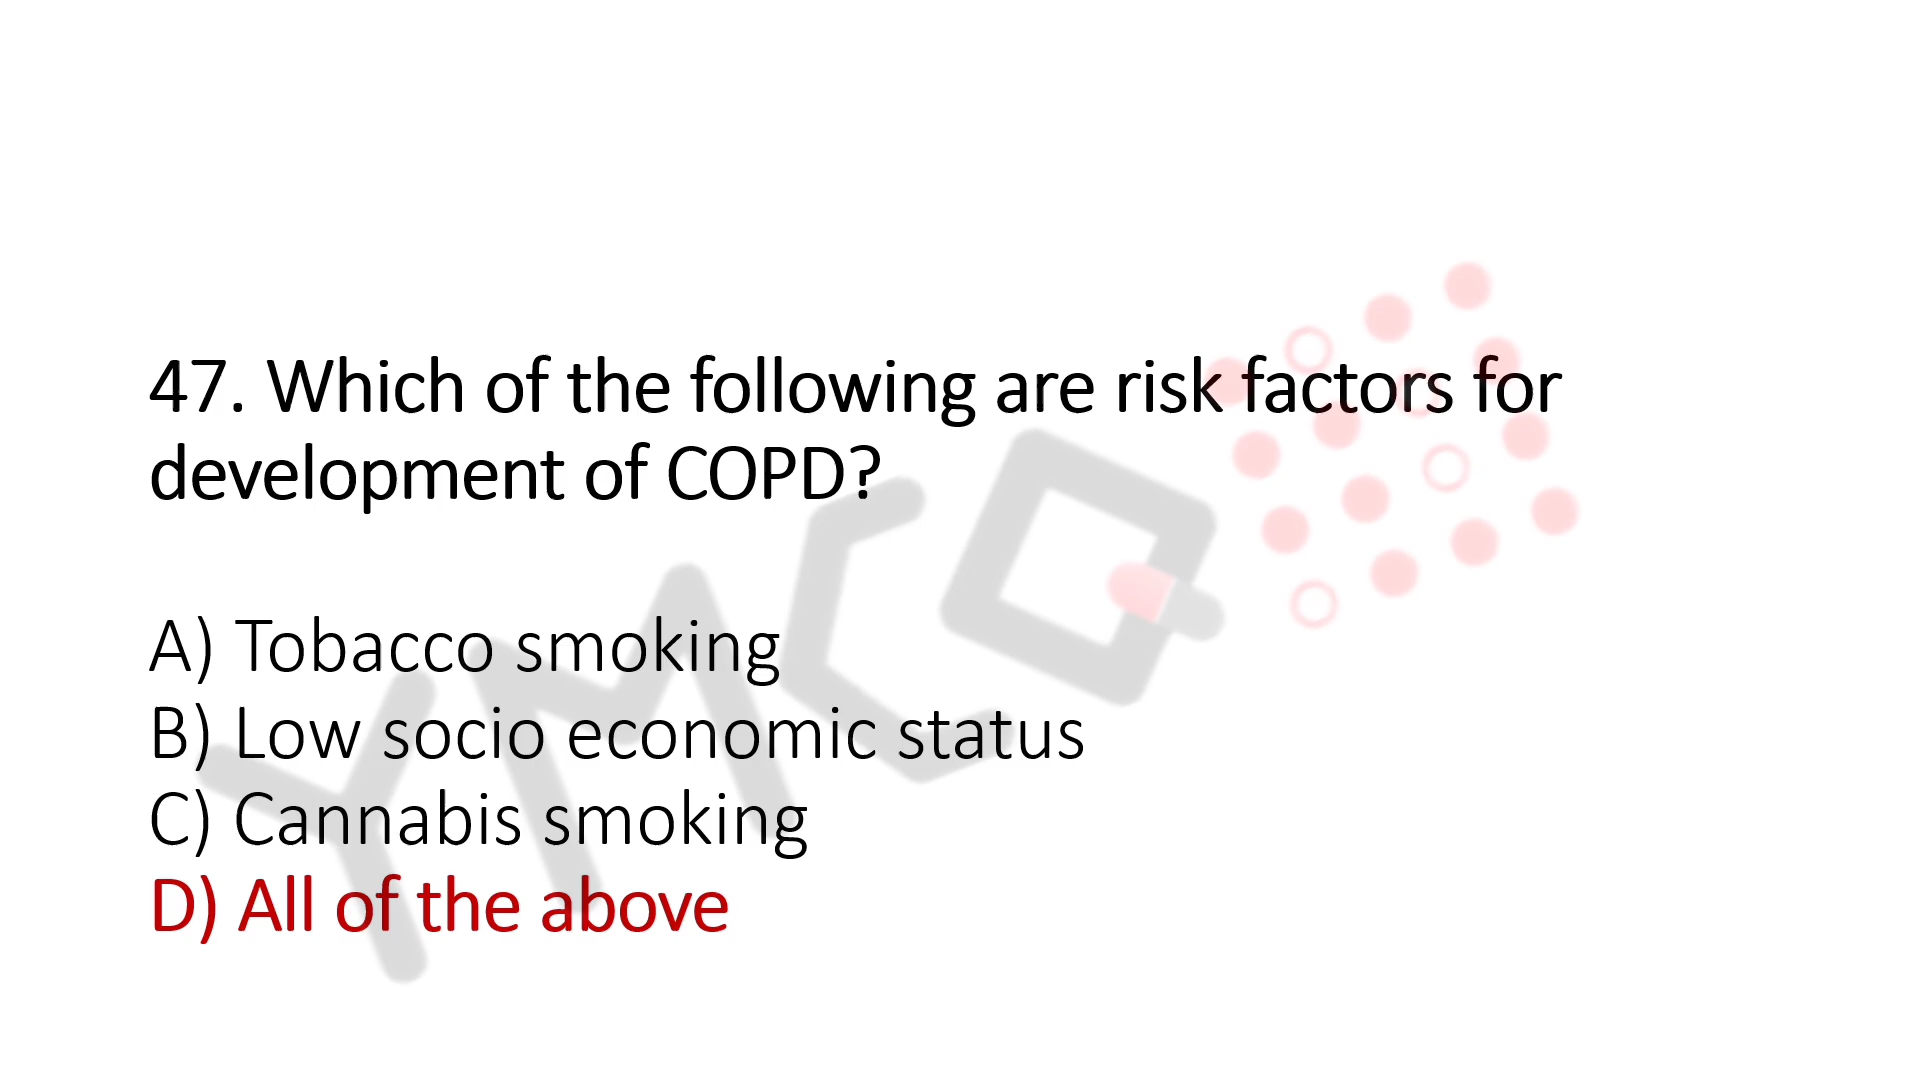 47. Which of the following are risk factors for
development of COPD?
A) Tobacco smoking
B) Low socio economic status
C) Cannabis smoking
D) All of the above
YMCQ